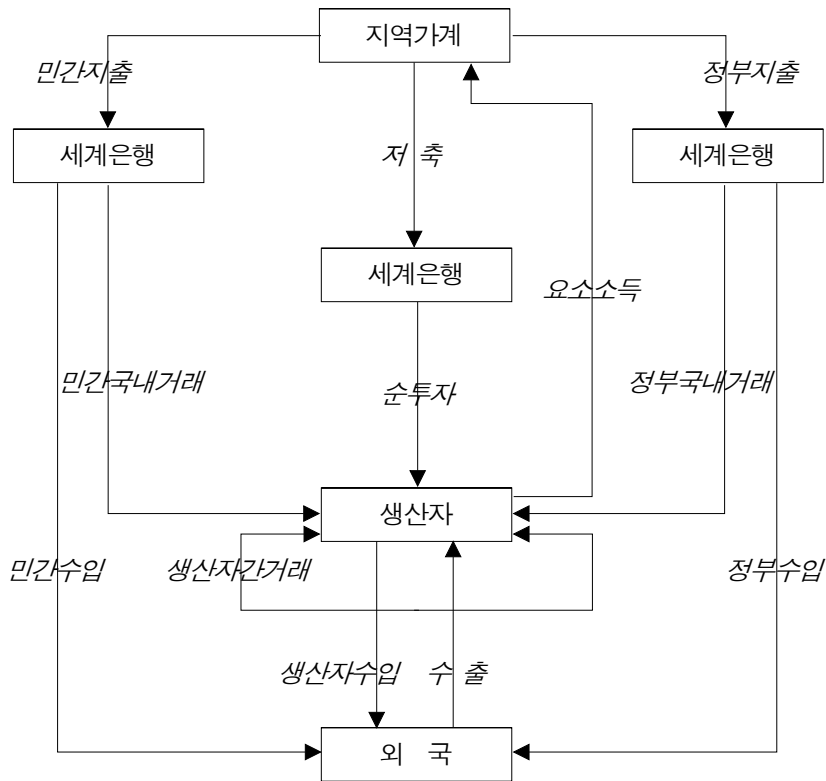 지역가계
민간지출
정부지출
세계은행
저 축
세계은행
세계은행
요소소득
민간국내거래
순투자
정부국내거래
생산자
민간수입
생산자간거래
정부수입
생산자수입
수 출
외 국